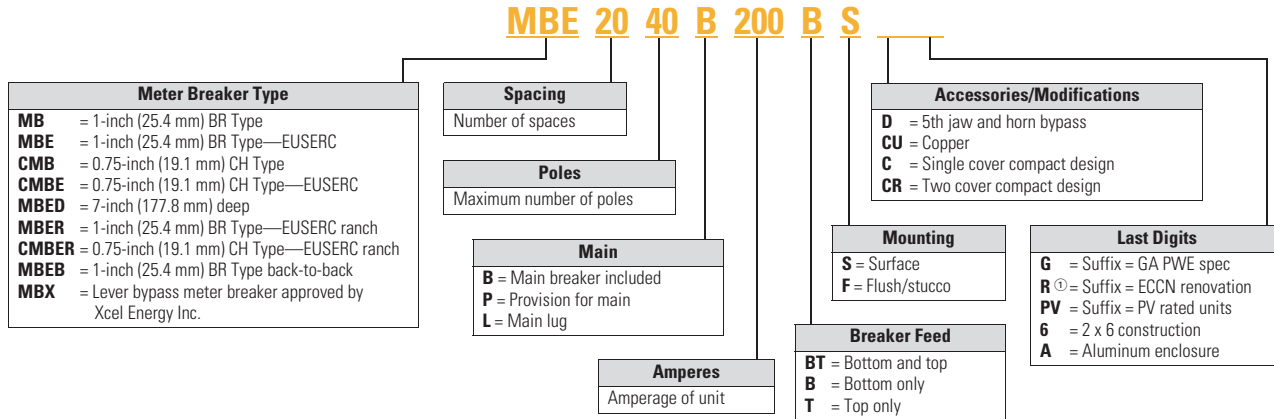 MBE 20 40 B 200 B S
Meter Breaker Type
MB = 1-inch (25.4 mm) BR Type
MBE = 1-inch (25.4 mm) BR Type—EUSERC
CMB = 0.75-inch (19.1 mm) CH Type
CMBE = 0.75-inch (19.1 mm) CH Type—EUSERC
MBED = 7-inch (177.8 mm) deep
MBER = 1-inch (25.4 mm) BR Type—EUSERC ranch
CMBER = 0.75-inch (19.1 mm) CH Type—EUSERC ranch
MBEB = 1-inch (25.4 mm) BR Type back-to-back
MBX = Lever bypass meter breaker approved by
Xcel Energy Inc.
Spacing
Number of spaces
Poles
Maximum number of poles
Main
B = Main breaker included
P = Provision for main
L = Main lug
Amperes
Amperage of unit
Breaker Feed
BT = Bottom and top
B = Bottom only
T = Top only
Mounting
S = Surface
F = Flush/stucco
Accessories/Modifications
D = 5th jaw and horn bypass
CU = Copper
C = Single cover compact design
CR = Two cover compact design
Last Digits
G = Suffix = GA PWE spec
R ① = Suffix = ECCN renovation
PV = Suffix = PV rated units
6 = 2 x 6 construction
A = Aluminum enclosure